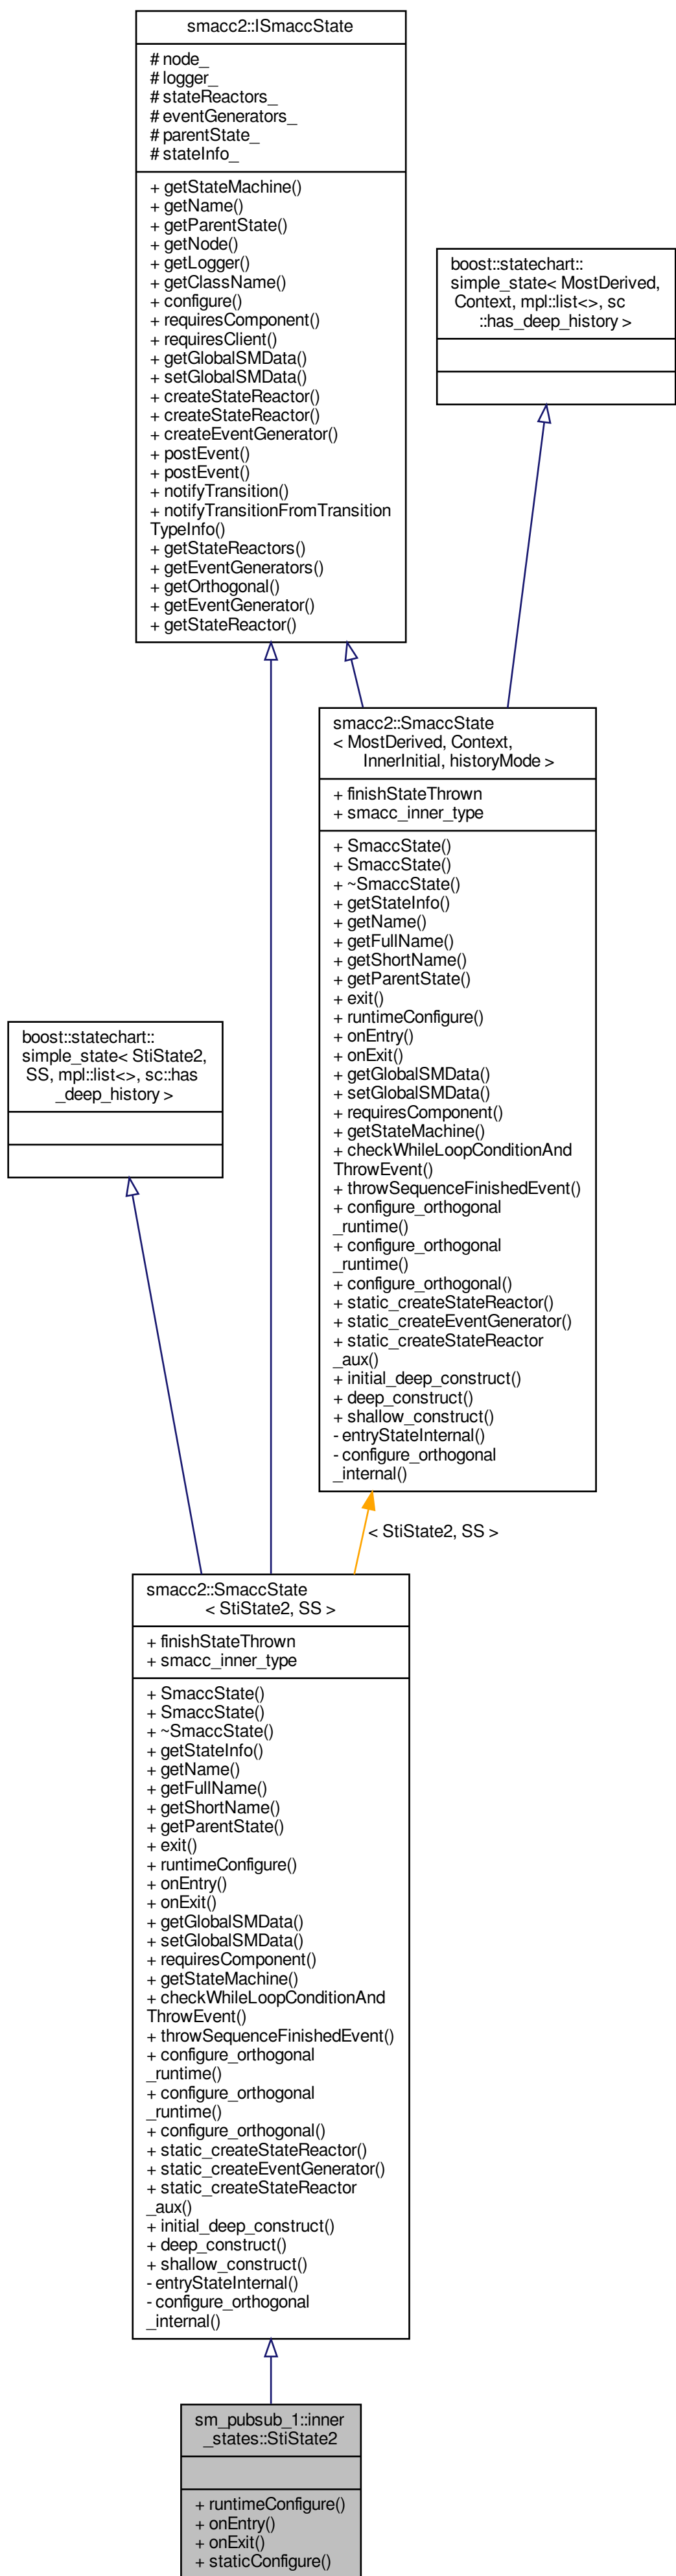 smacc2::ISmaccState
# node_
# logger_
# stateReactors_
# eventGenerators_
# parentState_
# stateInfo_
+ getStateMachine()
+ getName()
+ getParentState()
+ getNode()
+ getLogger()
+ getClassName()
+ configure()
+ requiresComponent()
+ requiresClient()
+ getGlobalSMData()
+ setGlobalSMData()
+ createStateReactor()
+ createStateReactor()
+ createEventGenerator()
+ postEvent()
+ postEvent()
+ notifyTransition()
+ notifyTransitionFromTransition
TypeInfo()
+ getStateReactors()
+ getEventGenerators()
+ getOrthogonal()
+ getEventGenerator()
+ getStateReactor()
boost::statechart::
simple_state< MostDerived,
Context, mpl::list<>, sc
::has_deep_history >
smacc2::SmaccState
< MostDerived, Context,
InnerInitial, historyMode >
+ finishStateThrown
+ smacc_inner_type
+ SmaccState()
+ SmaccState()
+ ~SmaccState()
+ getStateInfo()
+ getName()
+ getFullName()
+ getShortName()
+ getParentState()
+ exit()
+ runtimeConfigure()
+ onEntry()
+ onExit()
+ getGlobalSMData()
+ setGlobalSMData()
+ requiresComponent()
+ getStateMachine()
+ checkWhileLoopConditionAnd
ThrowEvent()
+ throwSequenceFinishedEvent()
+ configure_orthogonal
_runtime()
+ configure_orthogonal
_runtime()
+ configure_orthogonal()
+ static_createStateReactor()
+ static_createEventGenerator()
+ static_createStateReactor
_aux()
+ initial_deep_construct()
+ deep_construct()
+ shallow_construct()
- entryStateInternal()
- configure_orthogonal
_internal()
boost::statechart::
simple_state< StiState2,
SS, mpl::list<>, sc::has
_deep_history >
< StiState2, SS >
smacc2::SmaccState
< StiState2, SS >
+ finishStateThrown
+ smacc_inner_type
+ SmaccState()
+ SmaccState()
+ ~SmaccState()
+ getStateInfo()
+ getName()
+ getFullName()
+ getShortName()
+ getParentState()
+ exit()
+ runtimeConfigure()
+ onEntry()
+ onExit()
+ getGlobalSMData()
+ setGlobalSMData()
+ requiresComponent()
+ getStateMachine()
+ checkWhileLoopConditionAnd
ThrowEvent()
+ throwSequenceFinishedEvent()
+ configure_orthogonal
_runtime()
+ configure_orthogonal
_runtime()
+ configure_orthogonal()
+ static_createStateReactor()
+ static_createEventGenerator()
+ static_createStateReactor
_aux()
+ initial_deep_construct()
+ deep_construct()
+ shallow_construct()
- entryStateInternal()
- configure_orthogonal
_internal()
sm_pubsub_1::inner
_states::StiState2
+ runtimeConfigure()
+ onEntry()
+ onExit()
+ staticConfigure()